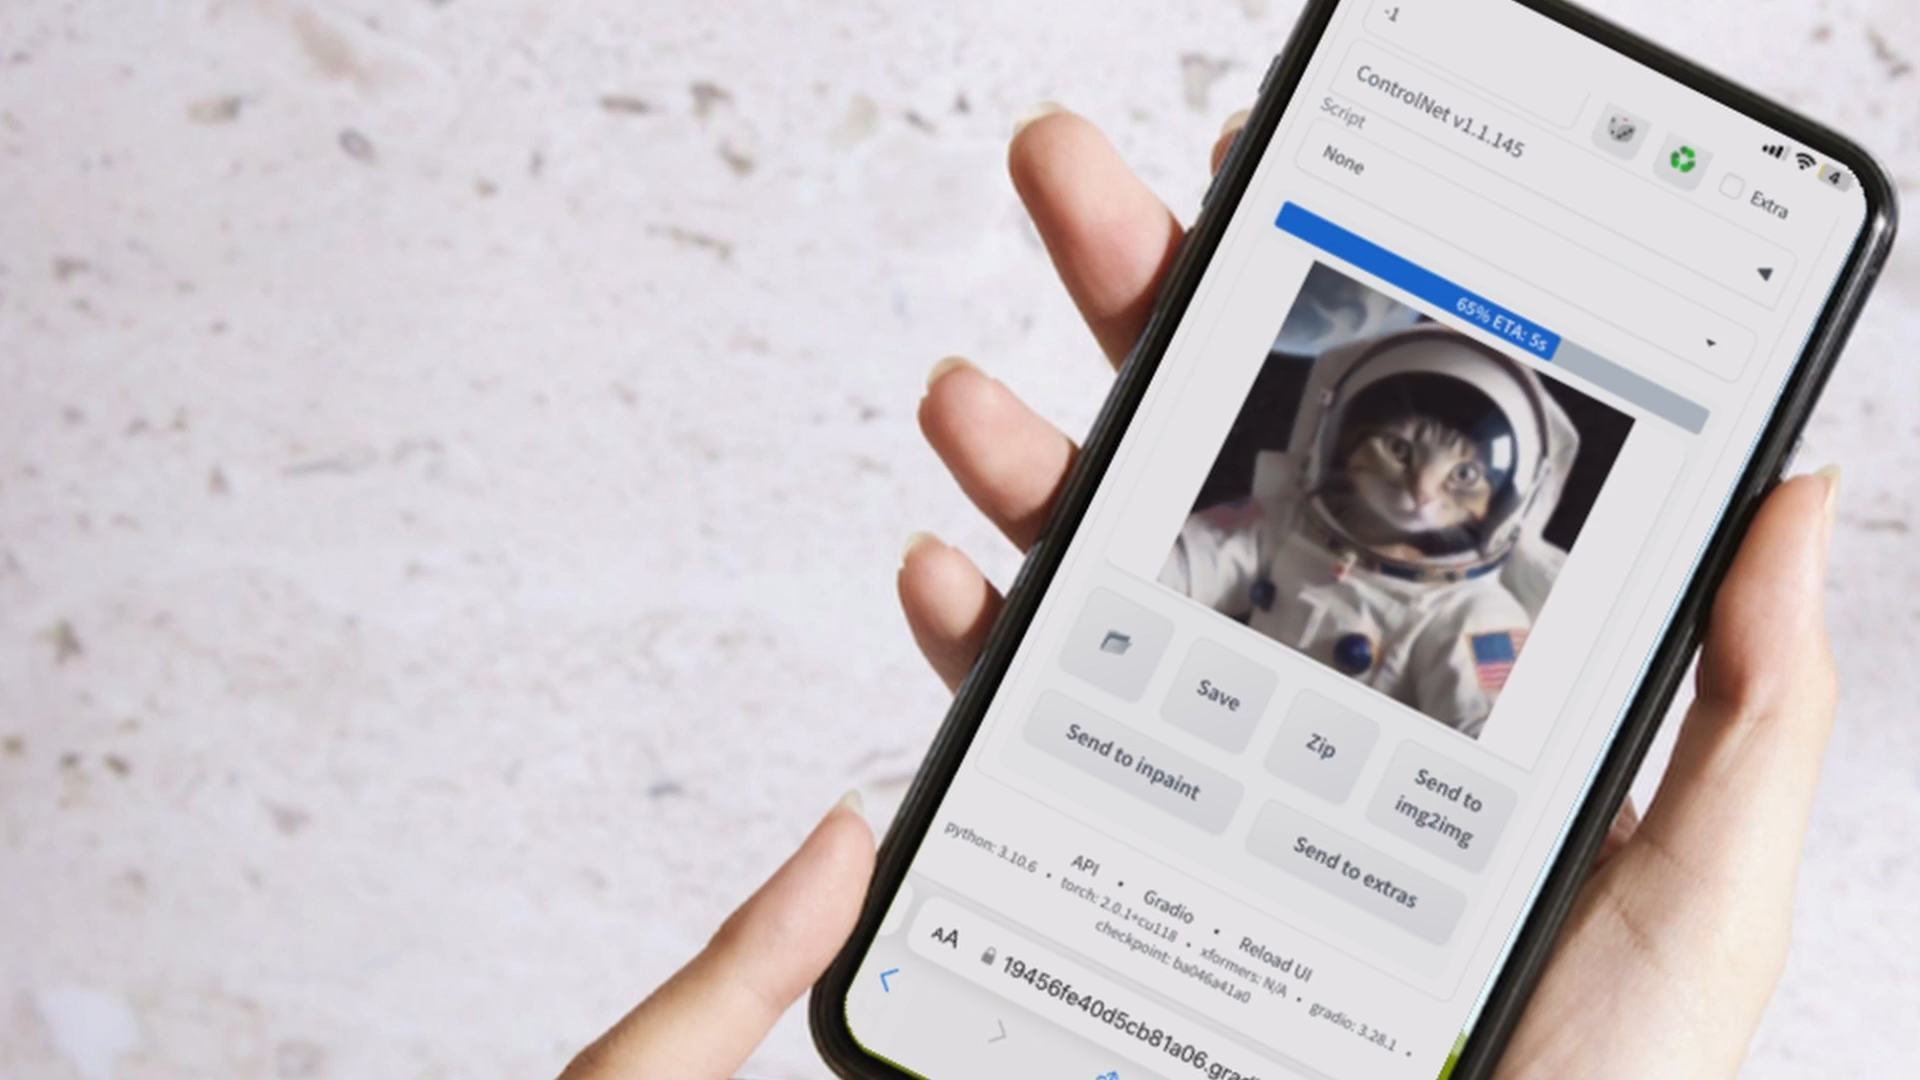 -1
4
Extra
ControlNet v1.1.145
Script
None
65% ETA: 5s
Save
Zip
Send to
img2img
Send to inpaint
Send to extras
API • Gradio • Reload UI
python: 3.10.6 • torch: 2.0.1+cu118 • xformers: N/A • gradio: 3.28.1 •
checkpoint: ba046a41a0
AA
19456fe40d5cb81a06.grad